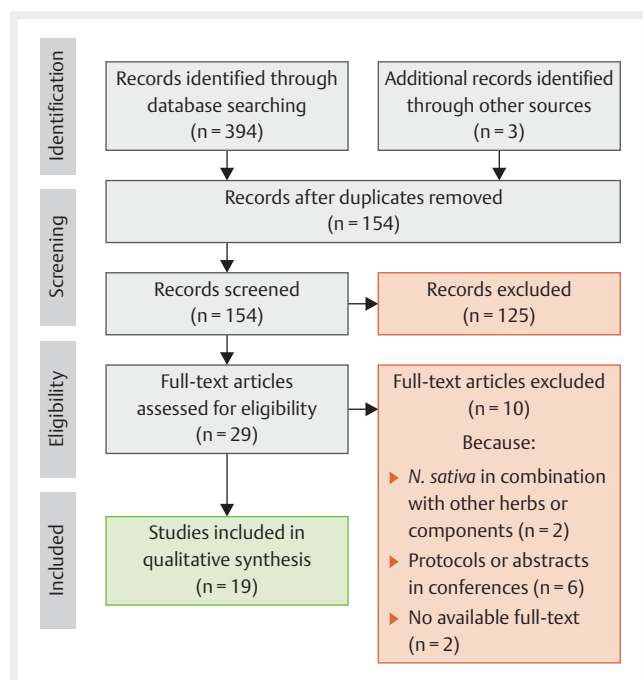 Identification
Records identified through
database searching
(n = 394)
Additional records identified
through other sources
(n = 3)
Records after duplicates removed
(n = 154)
Screening
Records screened
(n = 154)
Records excluded
(n = 125)
Eligibility
Full-text articles
assessed for eligibility
(n = 29)
Full-text articles excluded
(n = 10)
Because:
N. sativa in combination
with other herbs or
components (n = 2)
Protocols or abstracts
in conferences (n = 6)
No available full-text
(n = 2)
Included
Studies included in
qualitative synthesis
(n = 19)